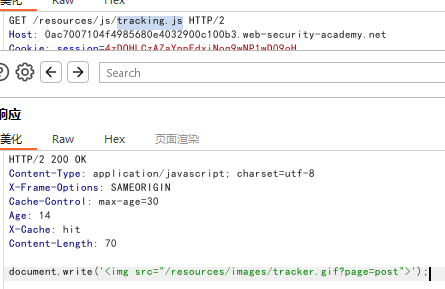 美化 Raw Hex
GET /resources/js/tracking.js HTTP/2
Host: 0ac7007104f4985680e4032900c100b3.web-security-academy.net
Search
响应
美化 Raw Hex 页面渲染
HTTP/2 200 OK
Content-Type: application/javascript; charset=utf-8
X-Frame-Options: SAMEORIGIN
Cache-Control: max-age=30
Age: 14
X-Cache: hit
Content-Length: 70
document.write('<img src="/resources/images/tracker.gif?page=post">');